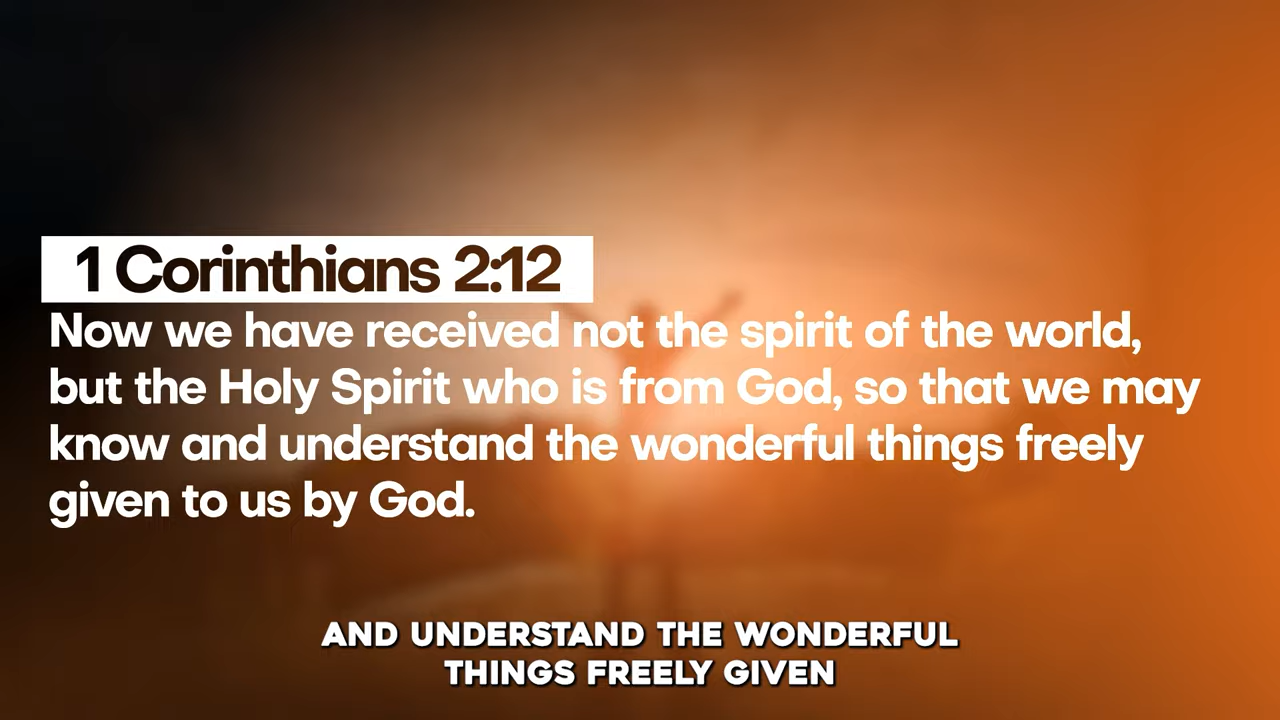 1 Corinthians 2:12
Now we have received not the spirit of the world,
but the Holy Spirit who is from God, so that we may
know and understand the wonderful things freely
given to us by God.
AND UNDERSTAND THE WONDERFUL
THINGS FREELY GIVEN